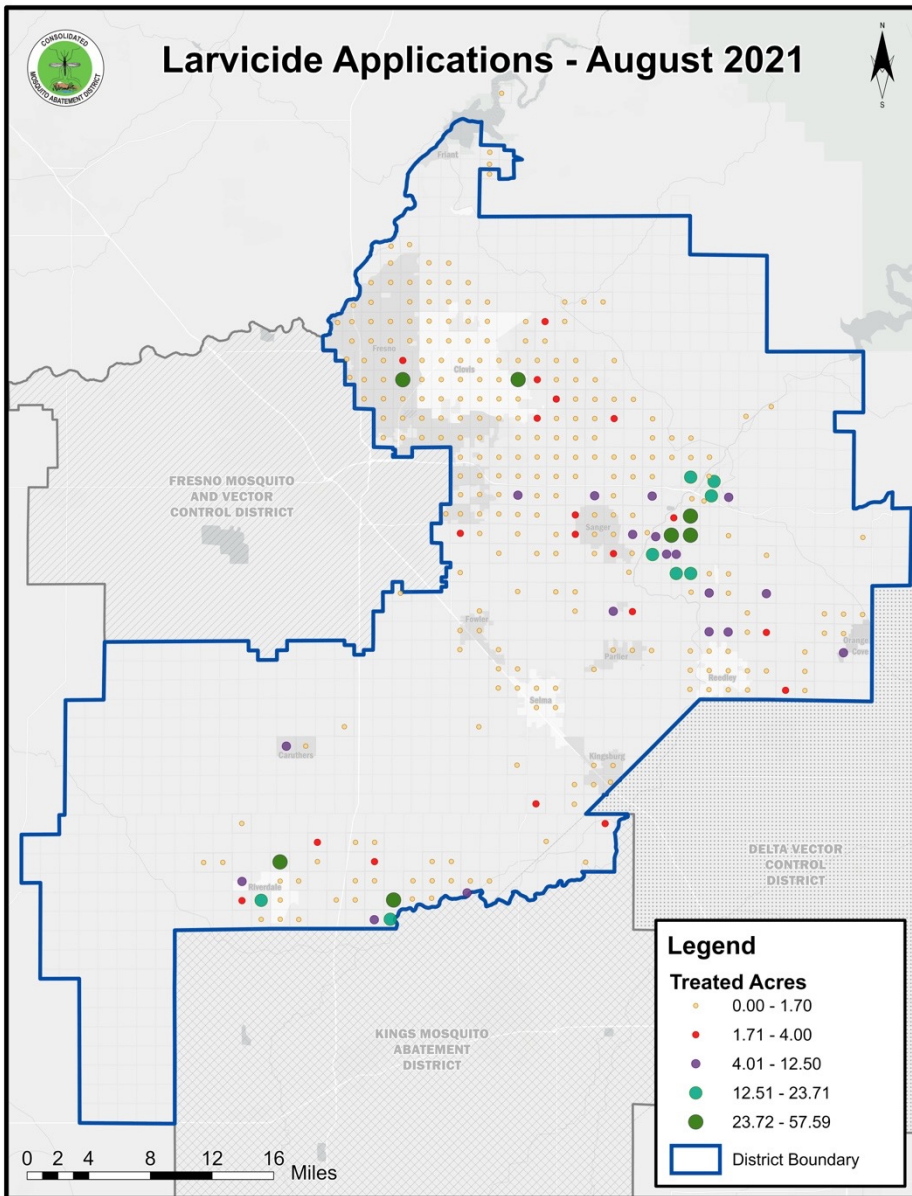 CONSOLIDATED
MOSQUITO ABATEMENT DISTRICT
Larvicide Applications - August 2021
N
S
Friant
Fresno
Clovis
FRESNO MOSQUITO
AND VECTOR
CONTROL DISTRICT
Sanger
Fowler
Parlier
Orange
Cove
Reedley
Selma
Caruthers
Kingsburg
Riverdale
DELTA VECTOR
CONTROL
DISTRICT
KINGS MOSQUITO
ABATEMENT
DISTRICT
Legend
Treated Acres
0.00 - 1.70
1.71 - 4.00
4.01 - 12.50
12.51 - 23.71
23.72 - 57.59
District Boundary
0 2 4 8 12 16
Miles